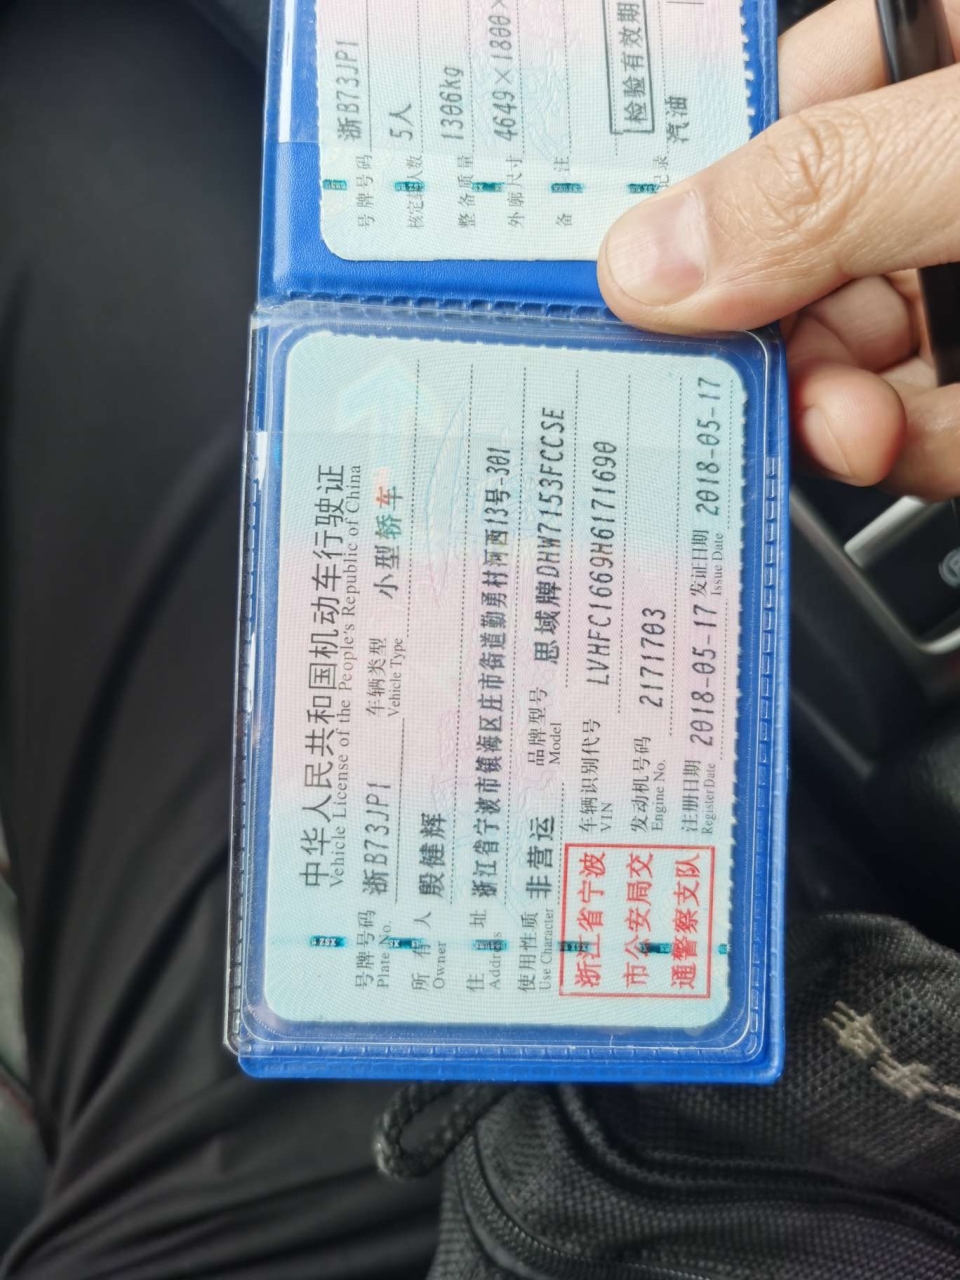 中华人民共和国机动车行驶证
Vehicle License of the People's Republic of China
号牌号码 浙B73JP1 车辆类型 小型轿车
Plate No. Vehicle Type
所有人 殷健辉
Owner
住址 浙江省宁波市镇海区庄市街道勤勇村河西13号-301
Address
使用性质 非营运 品牌型号 思域牌DHW7153FCCSE
Use Character Model
浙江省宁波
市公安局交
通警察支队
车辆识别代号 LVHFC1669H6171690
VIN
发动机号码 2171703
Engine No.
注册日期 2018-05-17 发证日期 2018-05-17
Register Date Issue Date
号牌号码 浙B73JP1
核定载人数 5人
整备质量 1306kg
外廓尺寸 4649×1800×
备注
检验有效期
记录 汽油